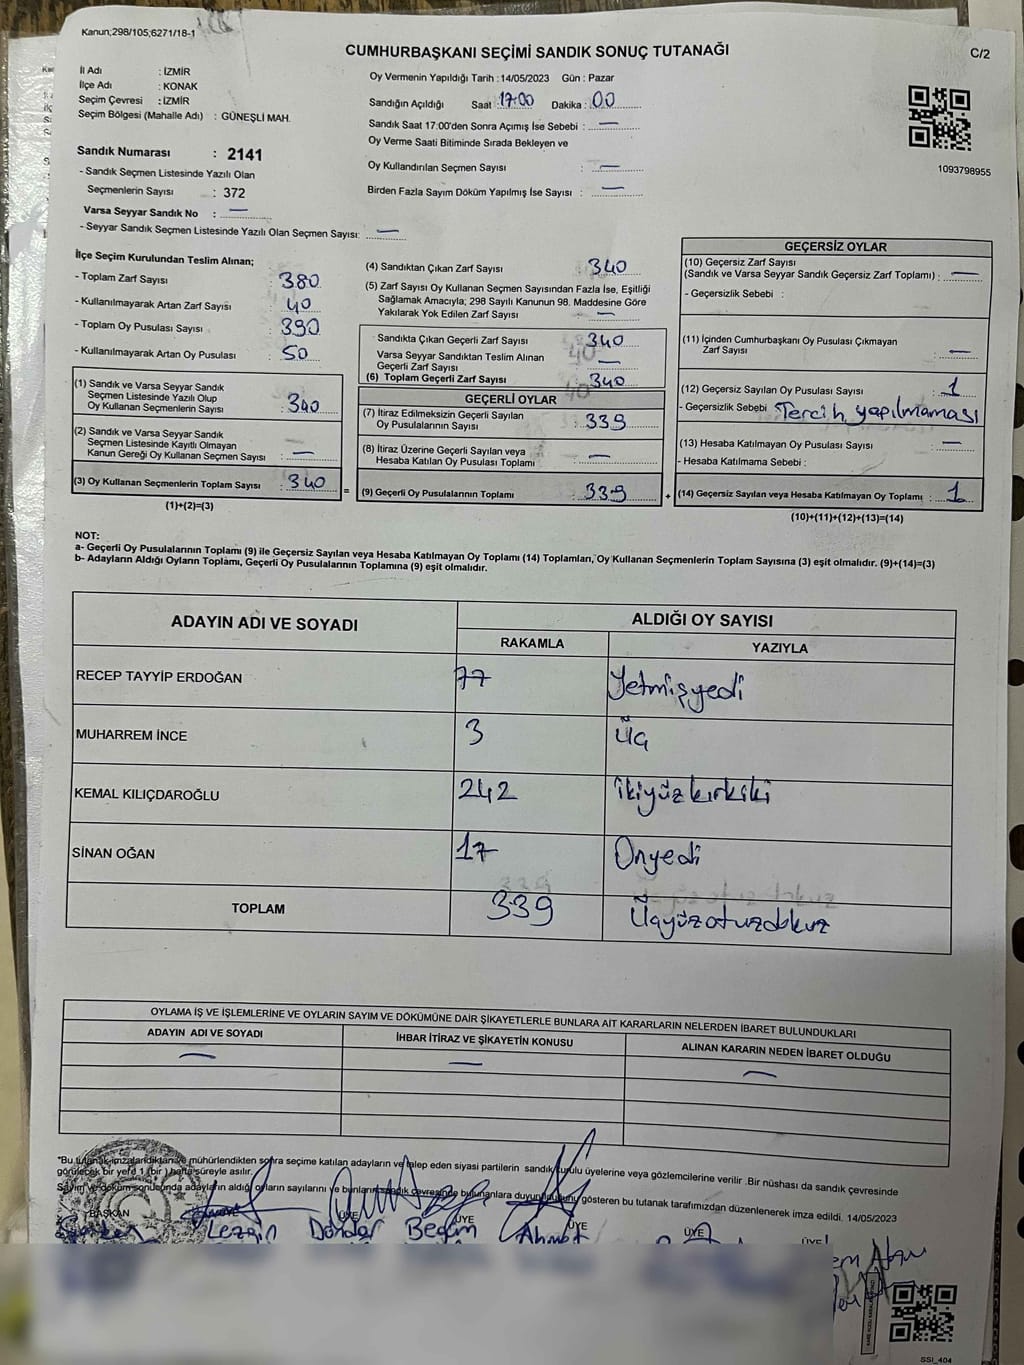 Kanun;298/105;6271/18-1
CUMHURBAŞKANI SEÇİMİ SANDIK SONUÇ TUTANAĞI
C/2
İl Adı : İZMİR
İlçe Adı : KONAK
Seçim Çevresi : İZMİR
Seçim Bölgesi (Mahalle Adı) : GÜNEŞLİ MAH.
Oy Vermenin Yapıldığı Tarih : 14/05/2023 Gün : Pazar
Sandığın Açıldığı Saat : 17:00 Dakika : 00
Sandık Saat 17:00'den Sonra Açımış İse Sebebi : —
Oy Verme Saati Bitiminde Sırada Bekleyen ve
Oy Kullandırılan Seçmen Sayısı : —
Birden Fazla Sayım Döküm Yapılmış İse Sayısı : —
1093798955
Sandık Numarası : 2141
- Sandık Seçmen Listesinde Yazılı Olan
Seçmenlerin Sayısı : 372
Varsa Seyyar Sandık No : —
- Seyyar Sandık Seçmen Listesinde Yazılı Olan Seçmen Sayısı: —
İlçe Seçim Kurulundan Teslim Alınan;
- Toplam Zarf Sayısı : 380
- Kullanılmayarak Artan Zarf Sayısı : 40
- Toplam Oy Pusulası Sayısı : 390
- Kullanılmayarak Artan Oy Pusulası : 50
(1) Sandık ve Varsa Seyyar Sandık
Seçmen Listesinde Yazılı Olup
Oy Kullanan Seçmenlerin Sayısı : 340
(2) Sandık ve Varsa Seyyar Sandık
Seçmen Listesinde Kayıtlı Olmayan
Kanun Gereği Oy Kullanan Seçmen Sayısı : —
(3) Oy Kullanan Seçmenlerin Toplam Sayısı : 340
(1)+(2)=(3)
(4) Sandıktan Çıkan Zarf Sayısı : 340
(5) Zarf Sayısı Oy Kullanan Seçmen Sayısından Fazla İse, Eşitliği
Sağlamak Amacıyla; 298 Sayılı Kanunun 98. Maddesine Göre
Yakılarak Yok Edilen Zarf Sayısı : —
Sandıkta Çıkan Geçerli Zarf Sayısı : 340
Varsa Seyyar Sandıktan Teslim Alınan
Geçerli Zarf Sayısı : —
(6) Toplam Geçerli Zarf Sayısı : 340
GEÇERLİ OYLAR
(7) İtiraz Edilmeksizin Geçerli Sayılan
Oy Pusulalarının Sayısı : 339
(8) İtiraz Üzerine Geçerli Sayılan veya
Hesaba Katılan Oy Pusulası Toplamı : —
= (9) Geçerli Oy Pusulalarının Toplamı : 339
GEÇERSİZ OYLAR
(10) Geçersiz Zarf Sayısı
(Sandık ve Varsa Seyyar Sandık Geçersiz Zarf Toplamı) : —
- Geçersizlik Sebebi :
(11) İçinden Cumhurbaşkanı Oy Pusulası Çıkmayan
Zarf Sayısı : —
(12) Geçersiz Sayılan Oy Pusulası Sayısı : 1
- Geçersizlik Sebebi Tercih yapılmaması
(13) Hesaba Katılmayan Oy Pusulası Sayısı : —
- Hesaba Katılmama Sebebi :
+ (14) Geçersiz Sayılan veya Hesaba Katılmayan Oy Toplamı : 1
(10)+(11)+(12)+(13)=(14)
NOT:
a- Geçerli Oy Pusulalarının Toplamı (9) ile Geçersiz Sayılan veya Hesaba Katılmayan Oy Toplamı (14) Toplamları, Oy Kullanan Seçmenlerin Toplam Sayısına (3) eşit olmalıdır. (9)+(14)=(3)
b- Adayların Aldığı Oyların Toplamı, Geçerli Oy Pusulalarının Toplamına (9) eşit olmalıdır.
ADAYIN ADI VE SOYADI
ALDIĞI OY SAYISI
RAKAMLA YAZIYLA
RECEP TAYYİP ERDOĞAN 77 Yetmişyedi
MUHARREM İNCE 3 Üç
KEMAL KILIÇDAROĞLU 242 ikiyüzkırkiki
SİNAN OĞAN 17 Onyedi
TOPLAM 339 Üçyüzotuzdokuz
OYLAMA İŞ VE İŞLEMLERİNE VE OYLARIN SAYIM VE DÖKÜMÜNE DAİR ŞİKAYETLERLE BUNLARA AİT KARARLARIN NELERDEN İBARET BULUNDUKLARI
ADAYIN ADI VE SOYADI İHBAR İTİRAZ VE ŞİKAYETİN KONUSU ALINAN KARARIN NEDEN İBARET OLDUĞU
— — —
*Bu tutanak imzalandıktan ve mühürlendikten sonra seçime katılan adayların ve talep eden siyasi partilerin sandık kurulu üyelerine veya gözlemcilerine verilir .Bir nüshası da sandık çevresinde
görülecek bir yerde 1 ( bir ) hafta süreyle asılır.
Sayım ve döküm sonucunda adayların aldığı oyların sayılarını ve bunların sandık çevresinde bulunanlara duyurulduğunu gösteren bu tutanak tarafımızdan düzenlenerek imza edildi. 14/05/2023
BAŞKAN ÜYE ÜYE ÜYE ÜYE ÜYE
Lezgin Döndar Begüm Ahmet
SSI_404